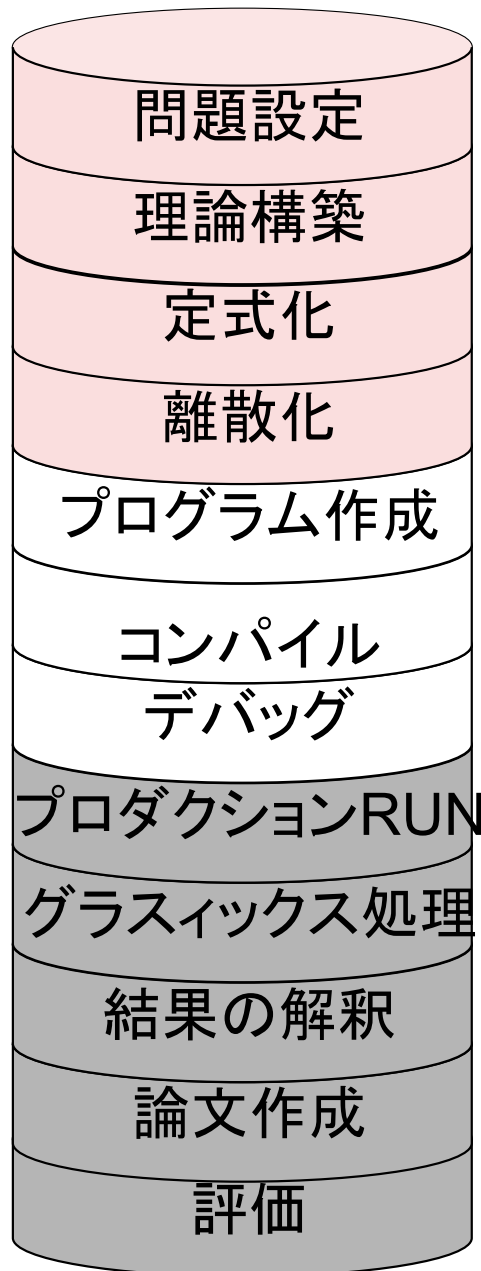 問題設定
理論構築
定式化
離散化
プログラム作成
コンパイル
デバッグ
プロダクションRUN
グラスィックス処理
結果の解釈
論文作成
評価